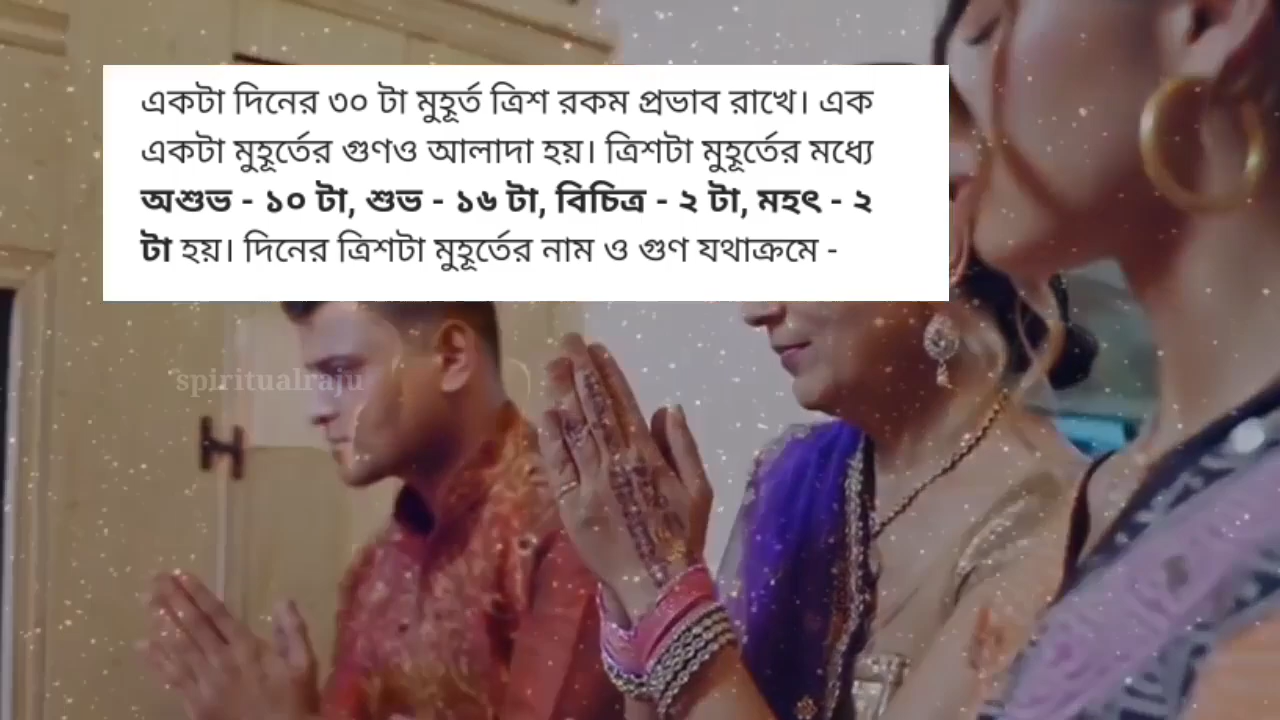 একটা দিনের ৩০ টা মুহূর্ত ত্রিশ রকম প্রভাব রাখে। এক
একটা মুহূর্তের গুণও আলাদা হয়। ত্রিশটা মুহূর্তের মধ্যে
অশুভ - ১০ টা, শুভ - ১৬ টা, বিচিত্র - ২ টা, মহৎ - ২
টা হয়। দিনের ত্রিশটা মুহূর্তের নাম ও গুণ যথাক্রমে -
spiritualraju